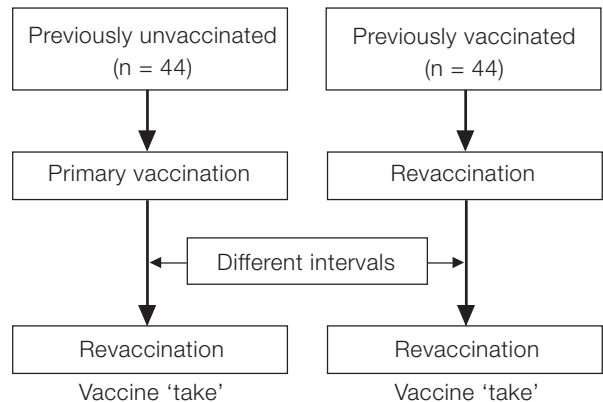 Previously unvaccinated
(n = 44)
Previously vaccinated
(n = 44)
Primary vaccination
Revaccination
Different intervals
Revaccination
Vaccine ‘take’
Revaccination
Vaccine ‘take’